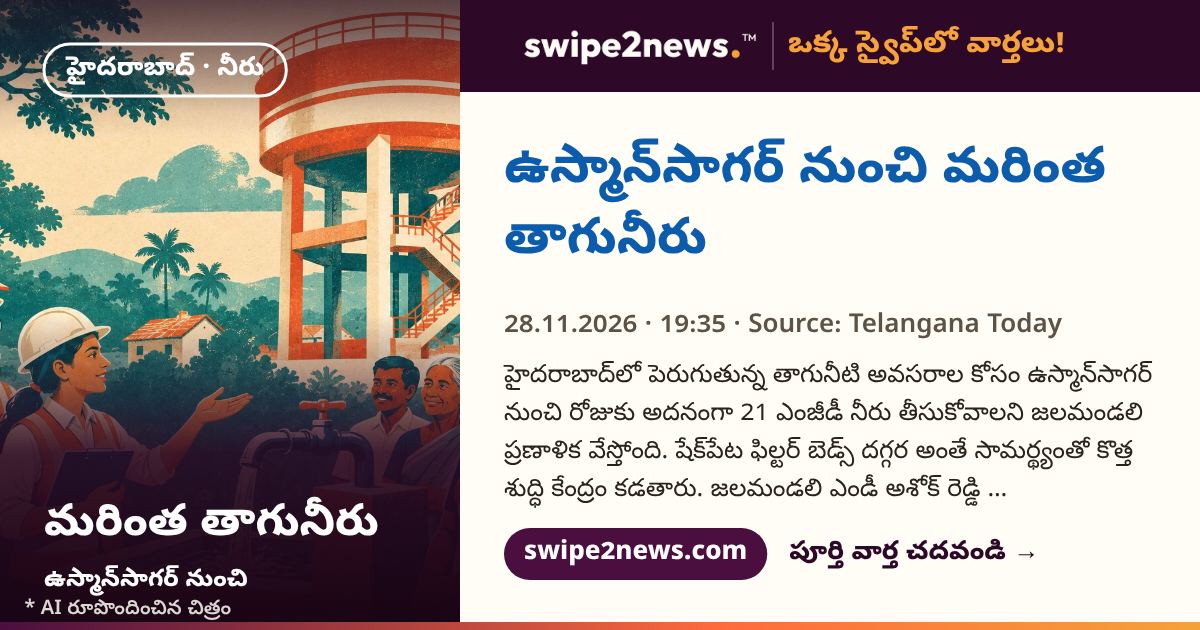 హైదరాబాద్ · నీరు
మరింత తాగునీరు
ఉస్మాన్‌సాగర్ నుంచి
* AI రూపొందించిన చిత్రం
swipe2news.™
ఒక్క స్వైప్‌లో వార్తలు!
ఉస్మాన్‌సాగర్ నుంచి మరింత
తాగునీరు
28.11.2026 · 19:35 · Source: Telangana Today
హైదరాబాద్‌లో పెరుగుతున్న తాగునీటి అవసరాల కోసం ఉస్మాన్‌సాగర్
నుంచి రోజుకు అదనంగా 21 ఎంజీడీ నీరు తీసుకోవాలని జలమండలి
ప్రణాళిక వేస్తోంది. షేక్‌పేట ఫిల్టర్ బెడ్స్ దగ్గర అంతే సామర్థ్యంతో కొత్త
శుద్ధి కేంద్రం కడతారు. జలమండలి ఎండీ అశోక్ రెడ్డి ...
swipe2news.com
పూర్తి వార్త చదవండి →